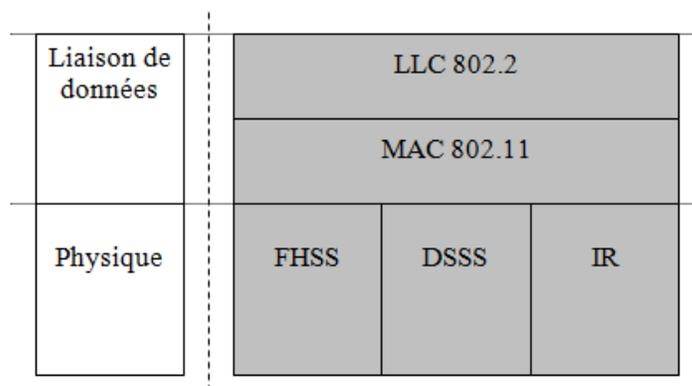 Liaison de
données
LLC 802.2
MAC 802.11
Physique
FHSS
DSSS
IR